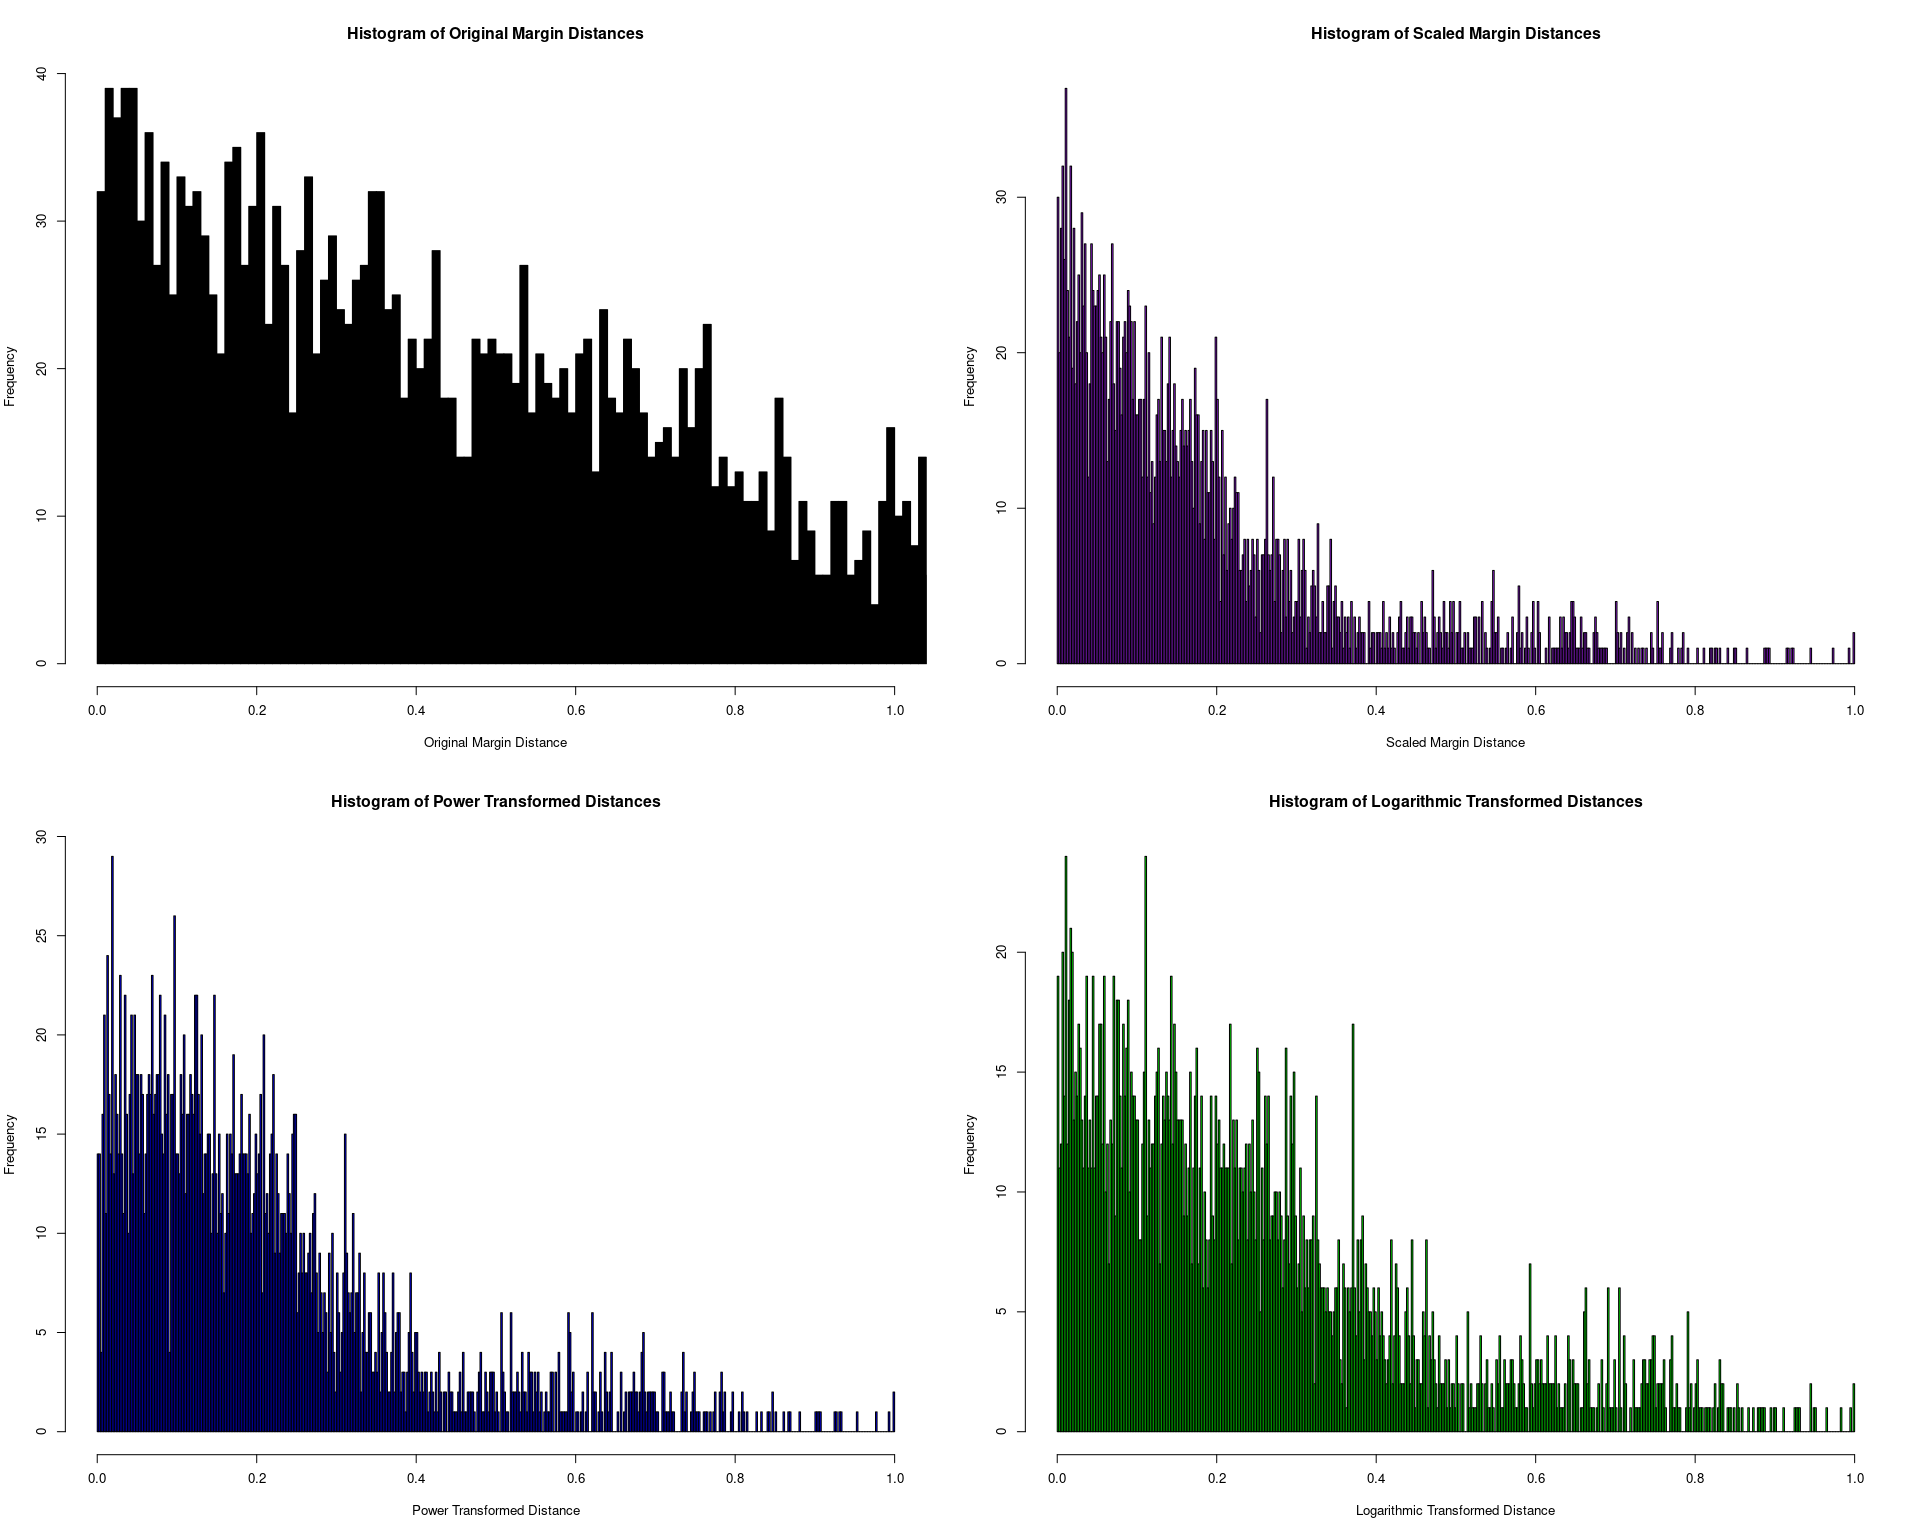 Histogram of Original Margin Distances
Frequency
0
10
20
30
40
0.0 0.2 0.4 0.6 0.8 1.0
Original Margin Distance
Histogram of Scaled Margin Distances
Frequency
0
10
20
30
0.0 0.2 0.4 0.6 0.8 1.0
Scaled Margin Distance
Histogram of Power Transformed Distances
Frequency
0
5
10
15
20
25
30
0.0 0.2 0.4 0.6 0.8 1.0
Power Transformed Distance
Histogram of Logarithmic Transformed Distances
Frequency
0
5
10
15
20
0.0 0.2 0.4 0.6 0.8 1.0
Logarithmic Transformed Distance